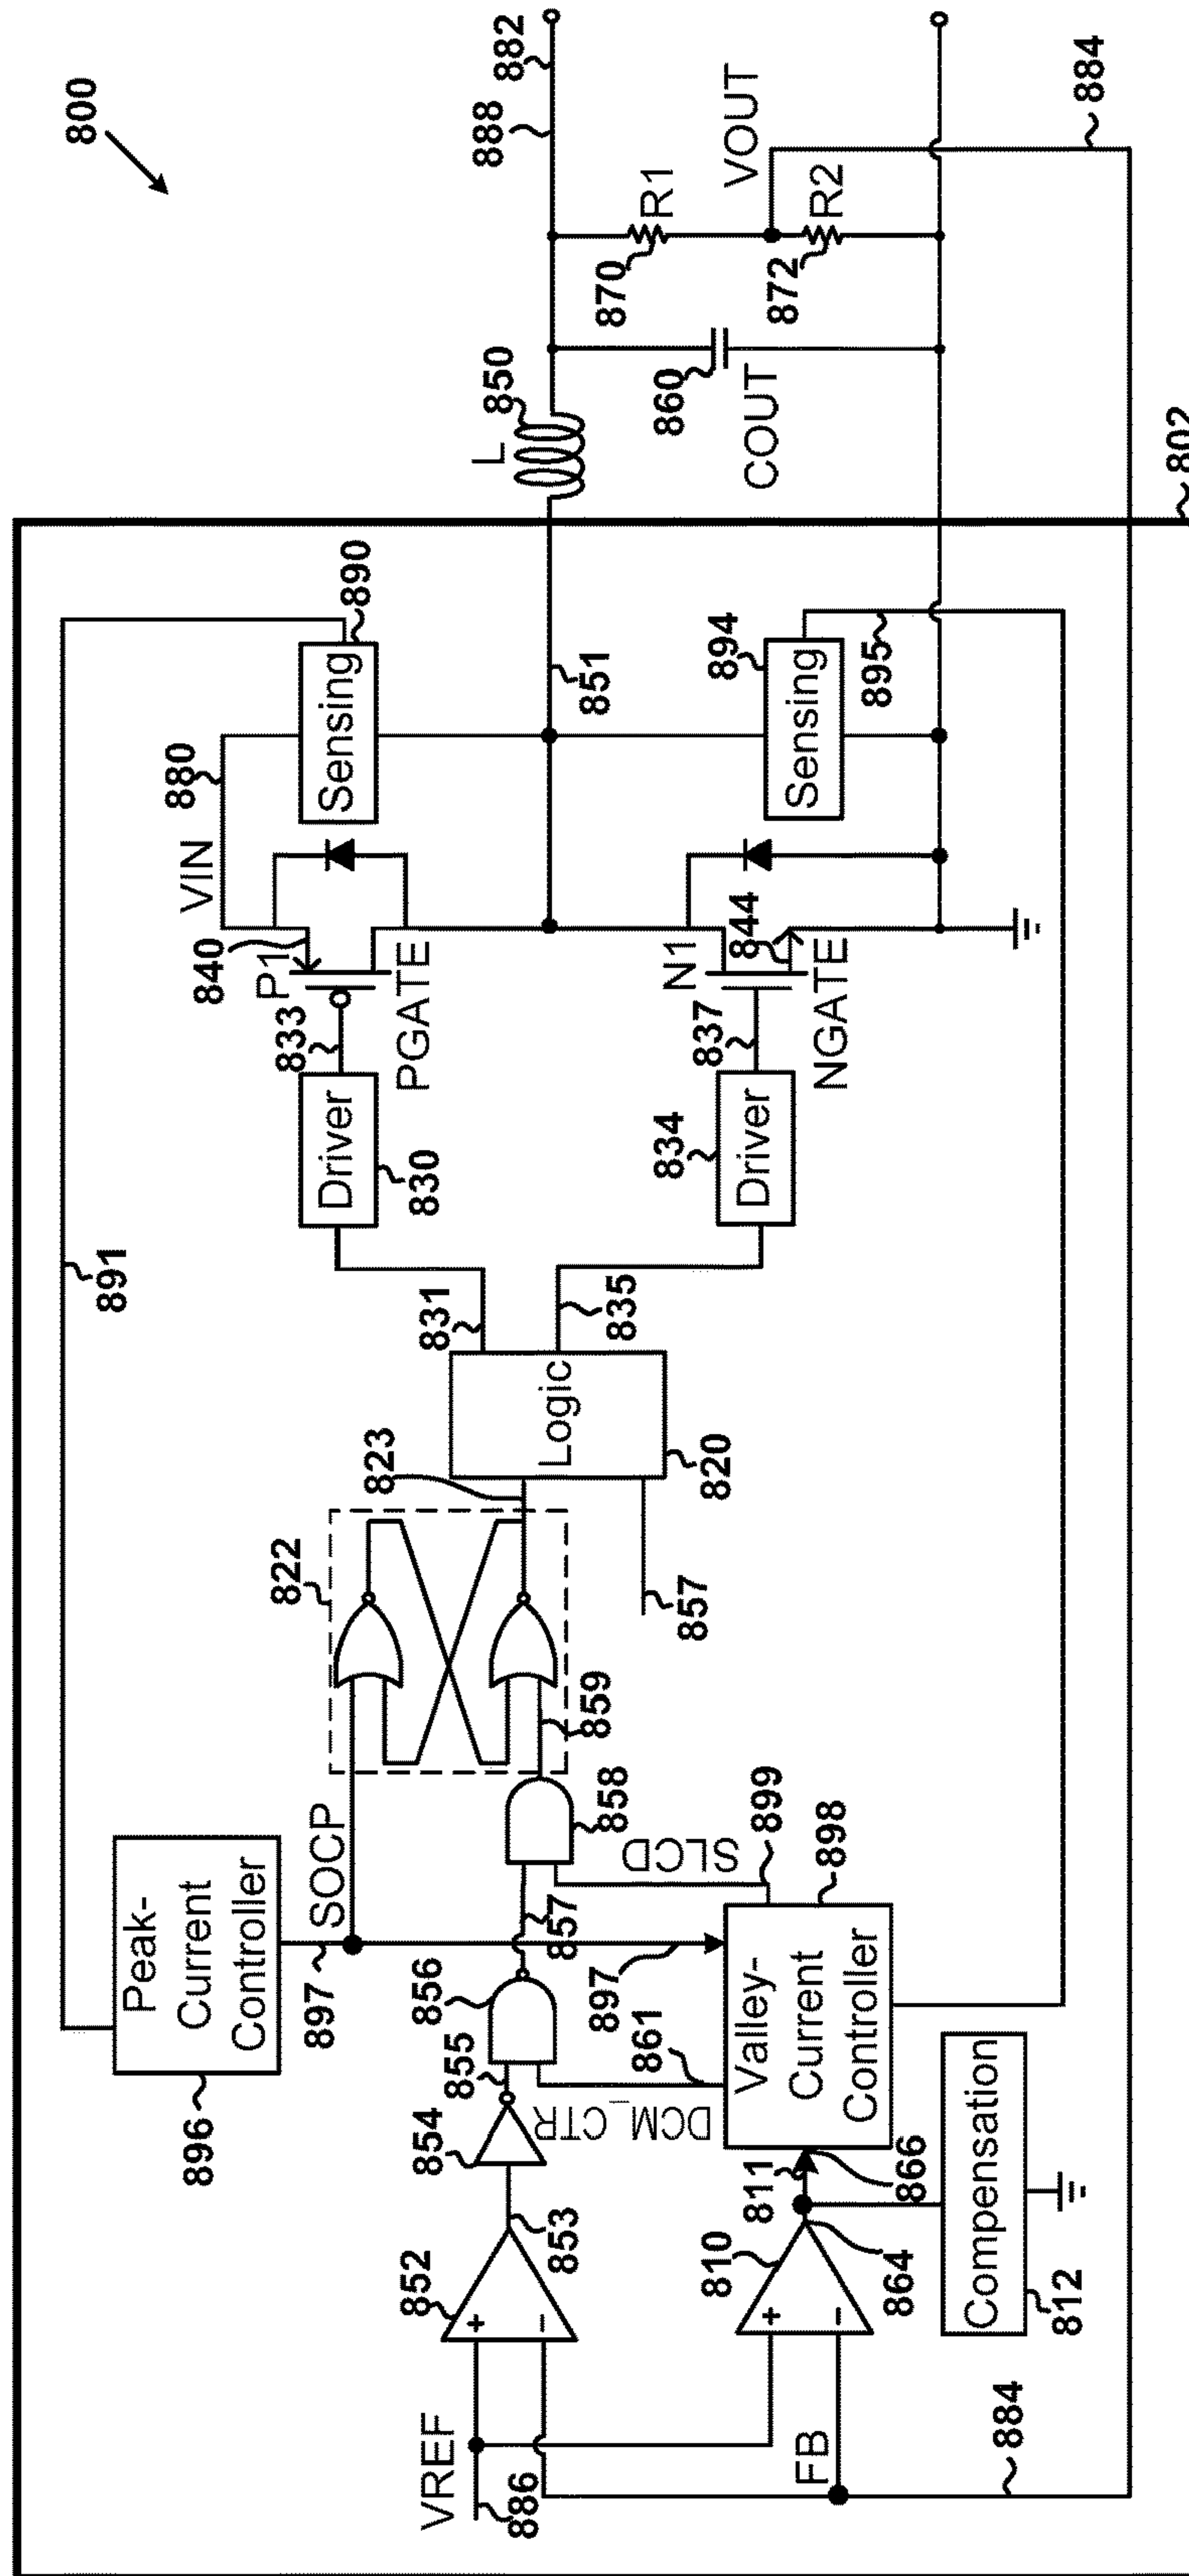 800
891
VIN
880
840
P1
833
PGATE
Driver
830
Sensing
890
L
850
888
882
851
870
R1
VOUT
872
R2
860
COUT
884
N1
844
837
NGATE
Driver
834
Sensing
894
895
802
831
835
Logic
820
823
857
822
859
858
857
SLCD
899
Peak-
Current
Controller
896
SOCP
897
897
856
855
861
854
DCM_CTR
Valley-
Current
Controller
898
852
+
-
853
VREF
886
810
+
-
811
866
864
FB
Compensation
812
884